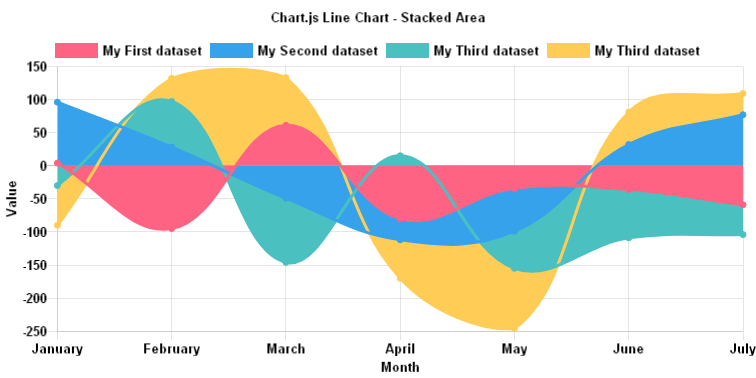 Chart.js Line Chart - Stacked Area
My First dataset My Second dataset My Third dataset My Third dataset
150
100
50
0
-50
-100
-150
-200
-250
Value
January February March April May June July
Month